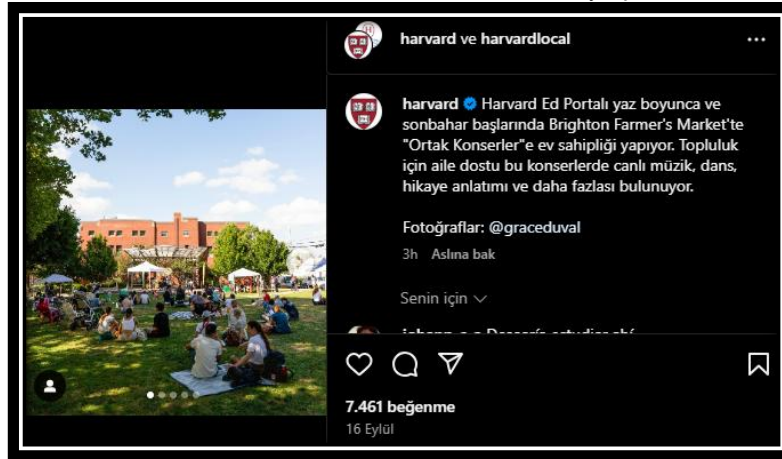 harvard ve harvardlocal
harvard Harvard Ed Portalı yaz boyunca ve
sonbahar başlarında Brighton Farmer's Market'te
"Ortak Konserler"e ev sahipliği yapıyor. Topluluk
için aile dostu bu konserlerde canlı müzik, dans,
hikaye anlatımı ve daha fazlası bulunuyor.
Fotoğraflar: @graceduval
3h Aslına bak
Senin için
7.461 beğenme
16 Eylül